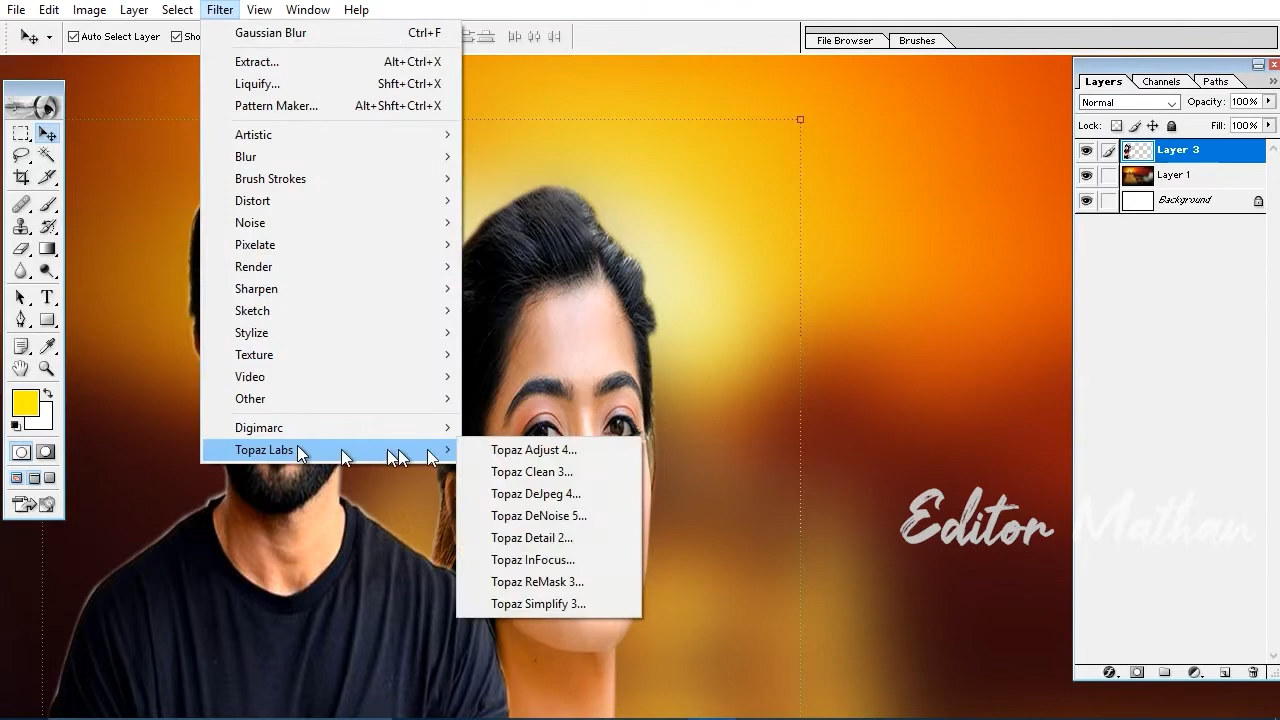 File Edit Image Layer Select Filter View Window Help
Auto Select Layer Sho
File Browser Brushes
Gaussian Blur Ctrl+F
Extract... Alt+Ctrl+X
Liquify... Shft+Ctrl+X
Pattern Maker... Alt+Shft+Ctrl+X
Artistic
Blur
Brush Strokes
Distort
Noise
Pixelate
Render
Sharpen
Sketch
Stylize
Texture
Video
Other
Digimarc
Topaz Labs
Topaz Adjust 4...
Topaz Clean 3...
Topaz DeJpeg 4...
Topaz DeNoise 5...
Topaz Detail 2...
Topaz InFocus...
Topaz ReMask 3...
Topaz Simplify 3...
Layers Channels Paths
Normal Opacity: 100%
Lock: Fill: 100%
Layer 3
Layer 1
Background
Editor Mathan